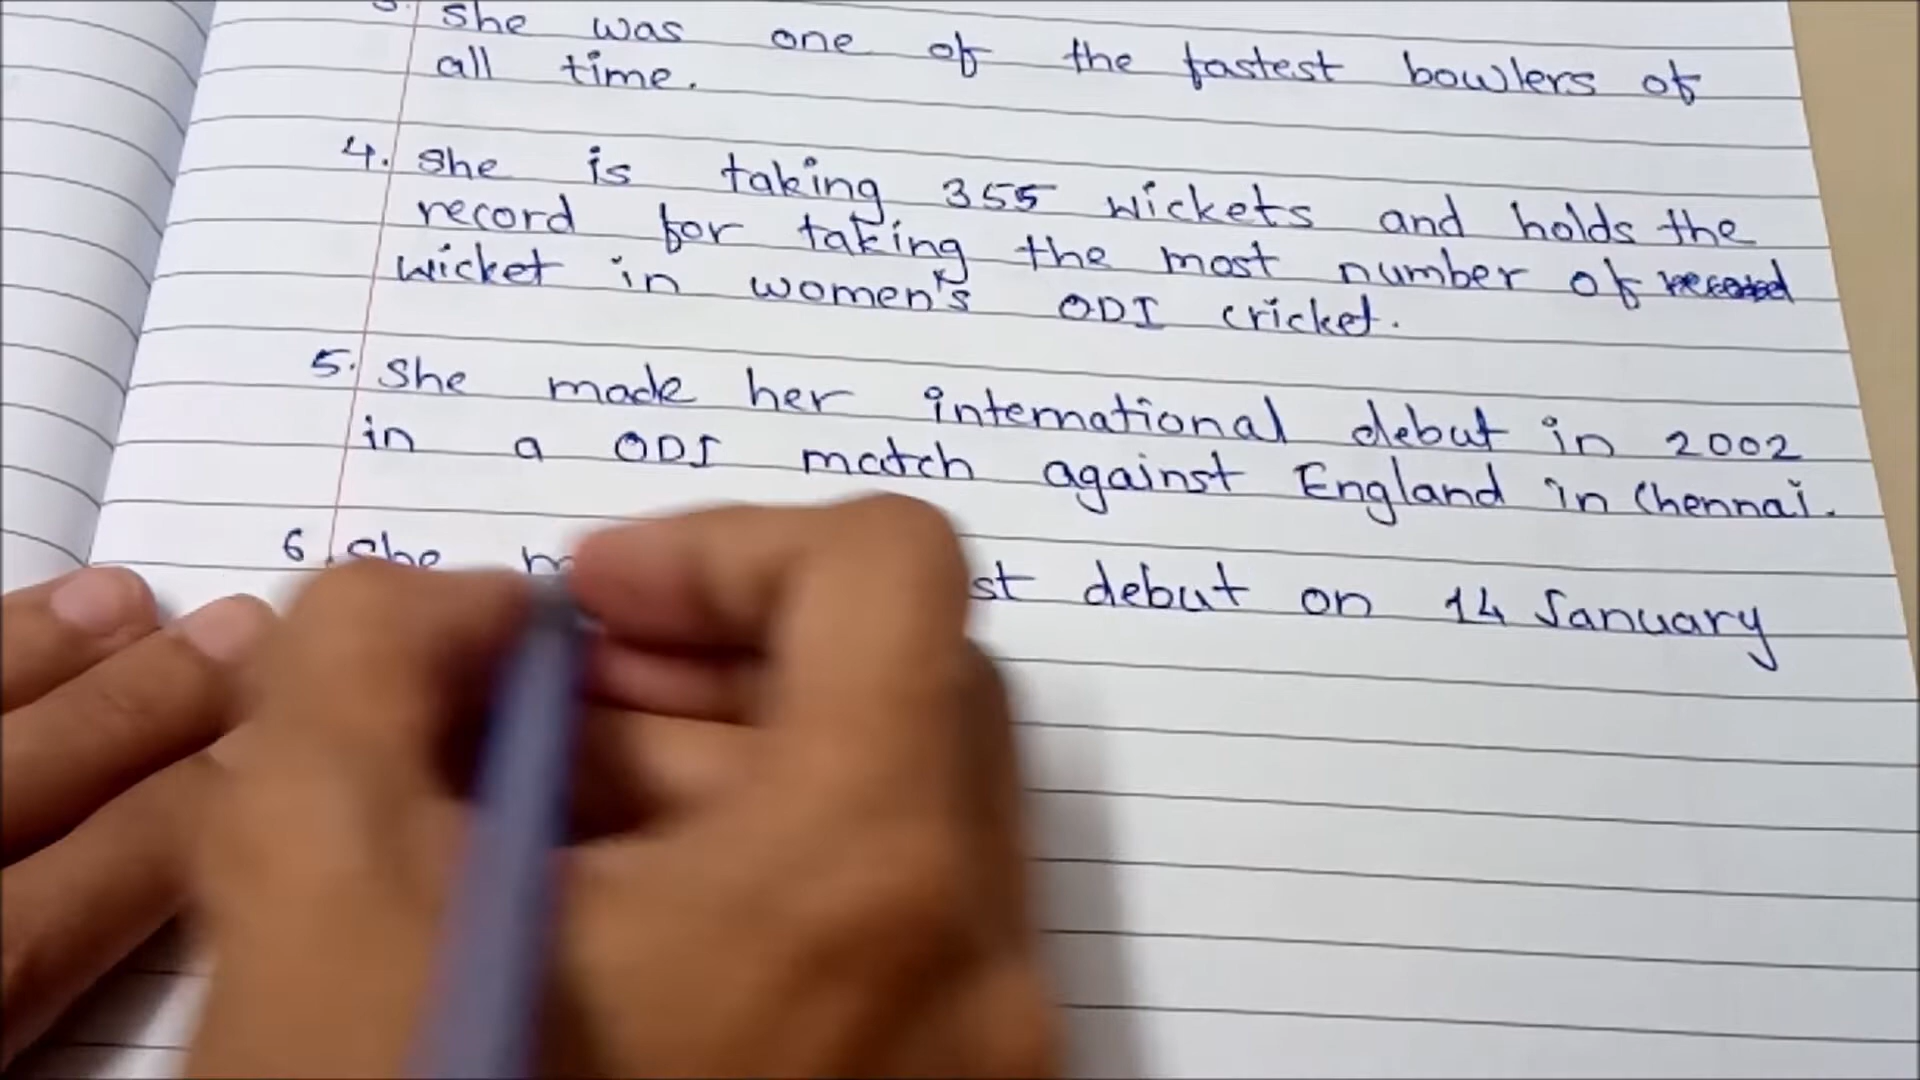 3. She was one of the fastest bowlers of
all time.
4. She is taking 355 wickets and holds the
record for taking the most number of
wicket in women's ODI cricket.
5. She made her international debut in 2002
in a ODI match against England in Chennai.
6. She debut on 14 January